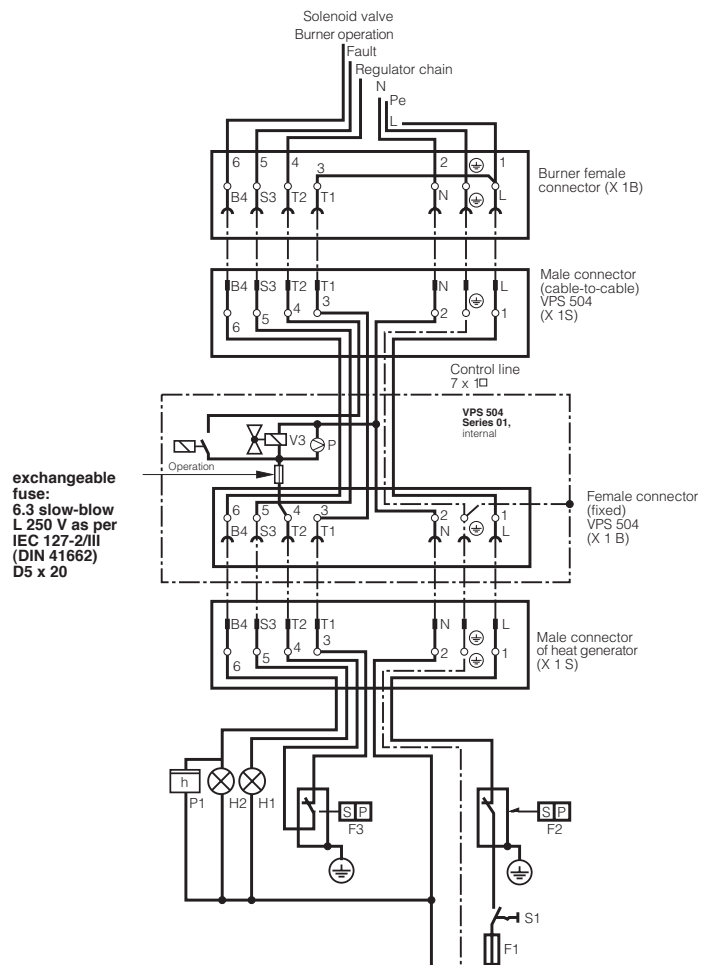 Solenoid valve
Burner operation
Fault
Regulator chain
N
Pe
L
6 5 4 3 2 1
B4 S3 T2 T1 N L
Burner female
connector (X 1B)
B4 S3 T2 T1 N L
6 5 4 3 2 1
Male connector
(cable-to-cable)
VPS 504
(X 1S)
Control line
7 x 1□
VPS 504
Series 01,
internal
V3 P
Operation
exchangeable
fuse:
6.3 slow-blow
L 250 V as per
IEC 127-2/III
(DIN 41662)
D5 x 20
6 5 4 3 2 1
B4 S3 T2 T1 N L
Female connector
(fixed)
VPS 504
(X 1 B)
B4 S3 T2 T1 N L
6 5 4 3 2 1
Male connector
of heat generator
(X 1 S)
h
P1 H2 H1
S P
F3
S P
F2
S1
F1